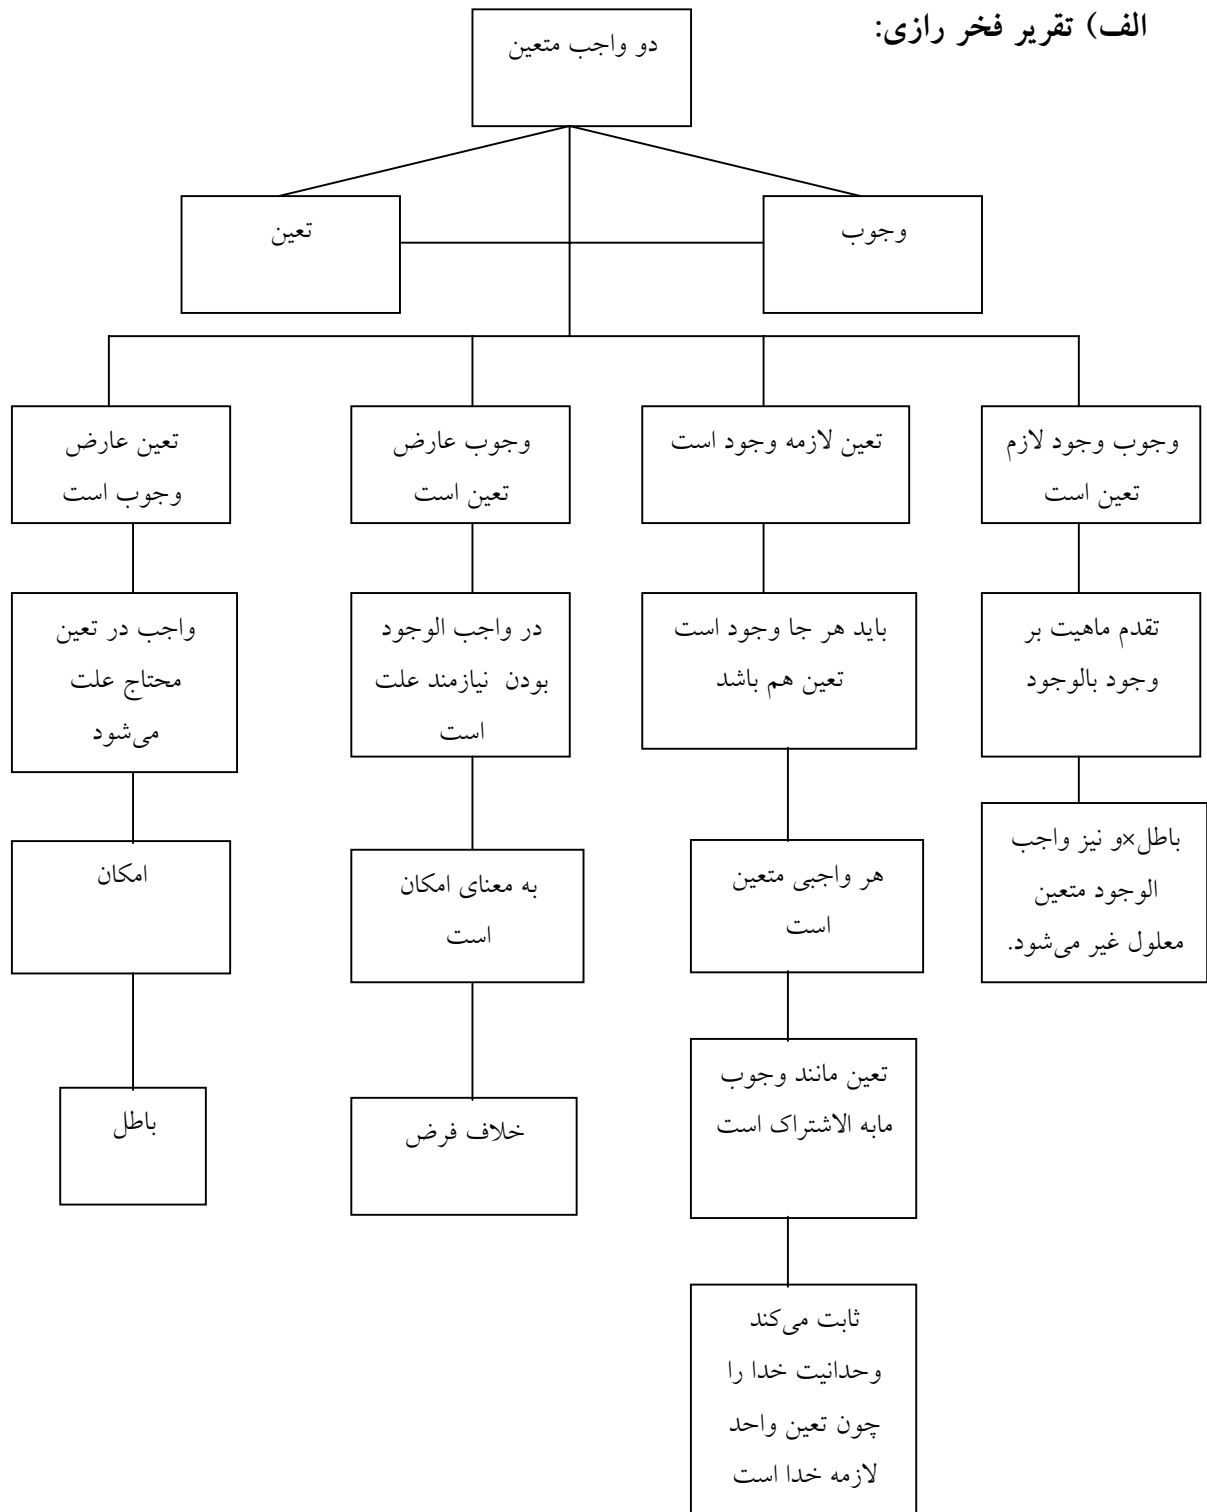 الف) تقریر فخر رازی:
دو واجب متعین
وجوب
تعین
وجوب وجود لازم
تعین است
تقدم ماهیت بر
وجود بالوجود
باطل×و نیز واجب
الوجود متعین
معلول غیر می‌شود.
تعین لازمه وجود است
باید هر جا وجود است
تعین هم باشد
هر واجبی متعین
است
تعین مانند وجوب
مابه الاشتراک است
ثابت می‌کند
وحدانیت خدا را
چون تعین واحد
لازمه خدا است
وجوب عارض
تعین است
در واجب الوجود
بودن نیازمند علت
است
به معنای امکان
است
خلاف فرض
تعین عارض
وجوب است
واجب در تعین
محتاج علت
می‌شود
امکان
باطل